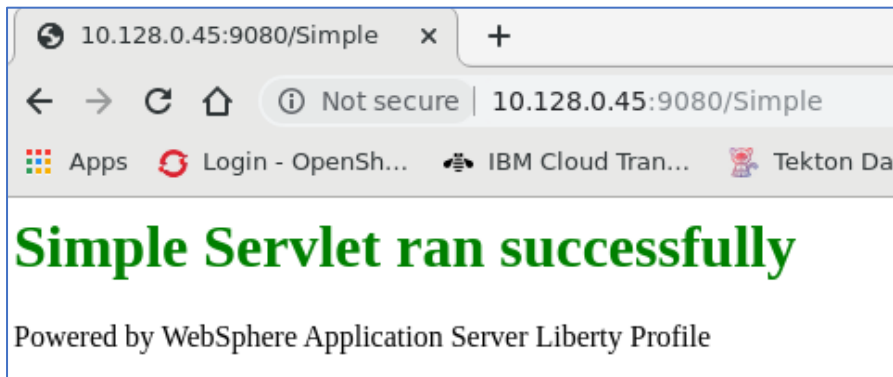 10.128.0.45:9080/Simple
Not secure 10.128.0.45:9080/Simple
Apps Login - OpenSh... IBM Cloud Tran... Tekton Da
Simple Servlet ran successfully
Powered by WebSphere Application Server Liberty Profile